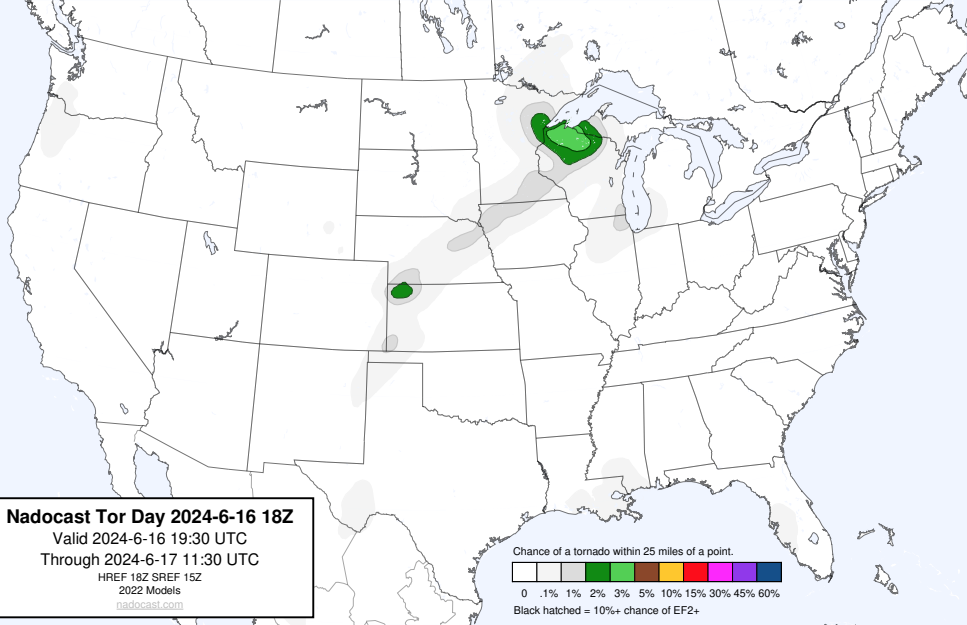 Nadocast Tor Day 2024-6-16 18Z
Valid 2024-6-16 19:30 UTC
Through 2024-6-17 11:30 UTC
HREF 18Z SREF 15Z
2022 Models
nadocast.com
Chance of a tornado within 25 miles of a point.
0 .1% 1% 2% 3% 5% 10% 15% 30% 45% 60%
Black hatched = 10%+ chance of EF2+